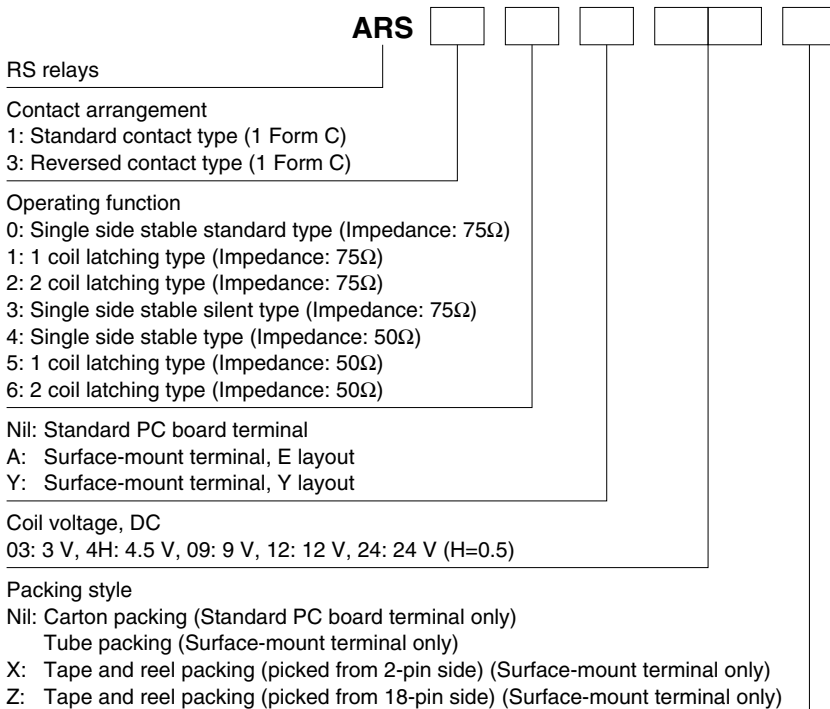 ARS
RS relays
Contact arrangement
1: Standard contact type (1 Form C)
3: Reversed contact type (1 Form C)
Operating function
0: Single side stable standard type (Impedance: 75Ω)
1: 1 coil latching type (Impedance: 75Ω)
2: 2 coil latching type (Impedance: 75Ω)
3: Single side stable silent type (Impedance: 75Ω)
4: Single side stable type (Impedance: 50Ω)
5: 1 coil latching type (Impedance: 50Ω)
6: 2 coil latching type (Impedance: 50Ω)
Nil: Standard PC board terminal
A: Surface-mount terminal, E layout
Y: Surface-mount terminal, Y layout
Coil voltage, DC
03: 3 V, 4H: 4.5 V, 09: 9 V, 12: 12 V, 24: 24 V (H=0.5)
Packing style
Nil: Carton packing (Standard PC board terminal only)
Tube packing (Surface-mount terminal only)
X: Tape and reel packing (picked from 2-pin side) (Surface-mount terminal only)
Z: Tape and reel packing (picked from 18-pin side) (Surface-mount terminal only)